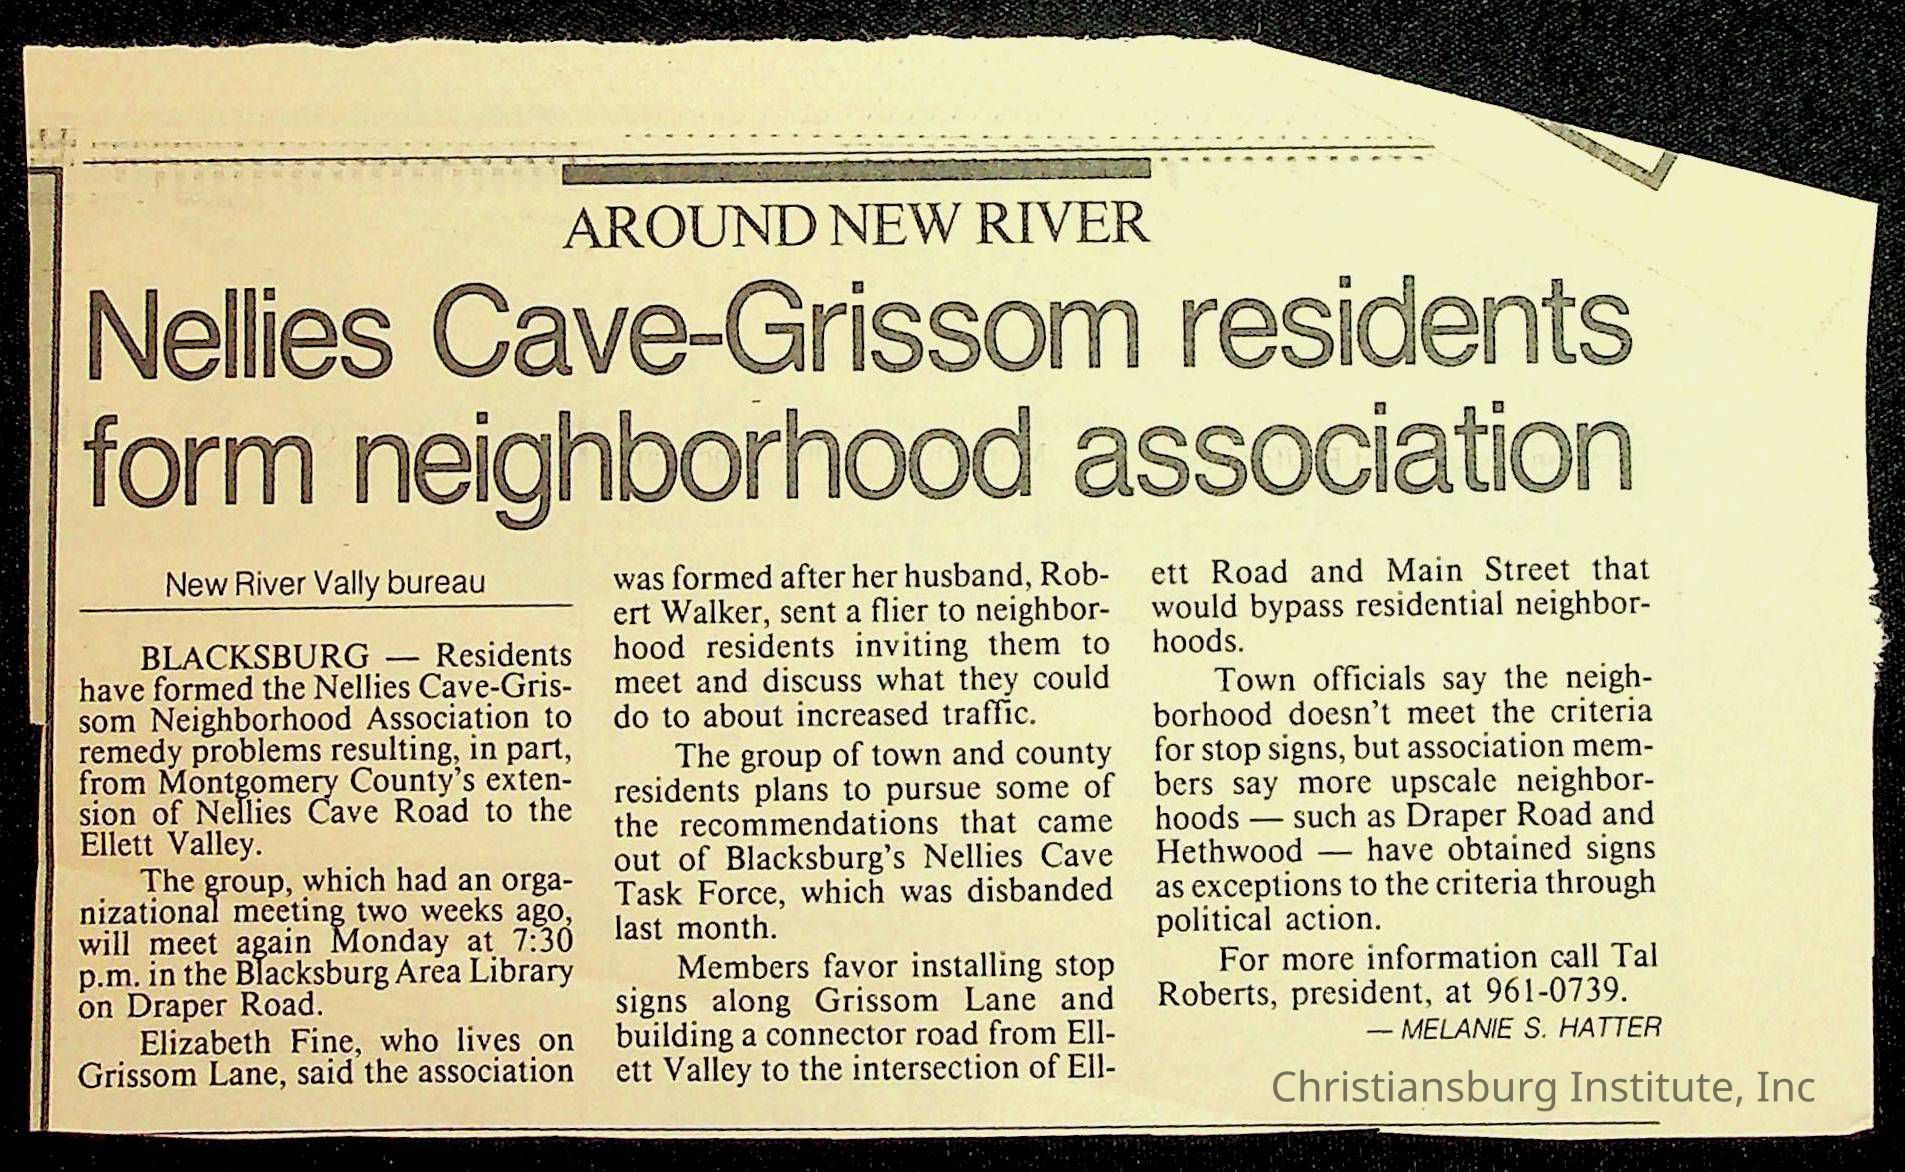 AROUND NEW RIVER
Nellies Cave-Grissom residents
form neighborhood association
New River Vally bureau
BLACKSBURG — Residents
have formed the Nellies Cave-Gris-
som Neighborhood Association to
remedy problems resulting, in part,
from Montgomery County's exten-
sion of Nellies Cave Road to the
Ellett Valley.
The group, which had an orga-
nizational meeting two weeks ago,
will meet again Monday at 7:30
p.m. in the Blacksburg Area Library
on Draper Road.
Elizabeth Fine, who lives on
Grissom Lane, said the association
was formed after her husband, Rob-
ert Walker, sent a flier to neighbor-
hood residents inviting them to
meet and discuss what they could
do to about increased traffic.
The group of town and county
residents plans to pursue some of
the recommendations that came
out of Blacksburg's Nellies Cave
Task Force, which was disbanded
last month.
Members favor installing stop
signs along Grissom Lane and
building a connector road from Ell-
ett Valley to the intersection of Ell-
ett Road and Main Street that
would bypass residential neighbor-
hoods.
Town officials say the neigh-
borhood doesn't meet the criteria
for stop signs, but association mem-
bers say more upscale neighbor-
hoods — such as Draper Road and
Hethwood — have obtained signs
as exceptions to the criteria through
political action.
For more information call Tal
Roberts, president, at 961-0739.
— MELANIE S. HATTER
Christiansburg Institute, Inc